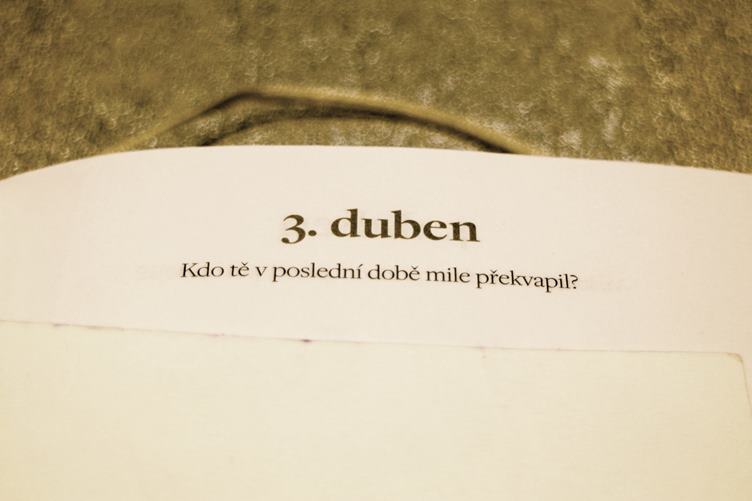 3. duben
Kdo tě v poslední době mile překvapil?